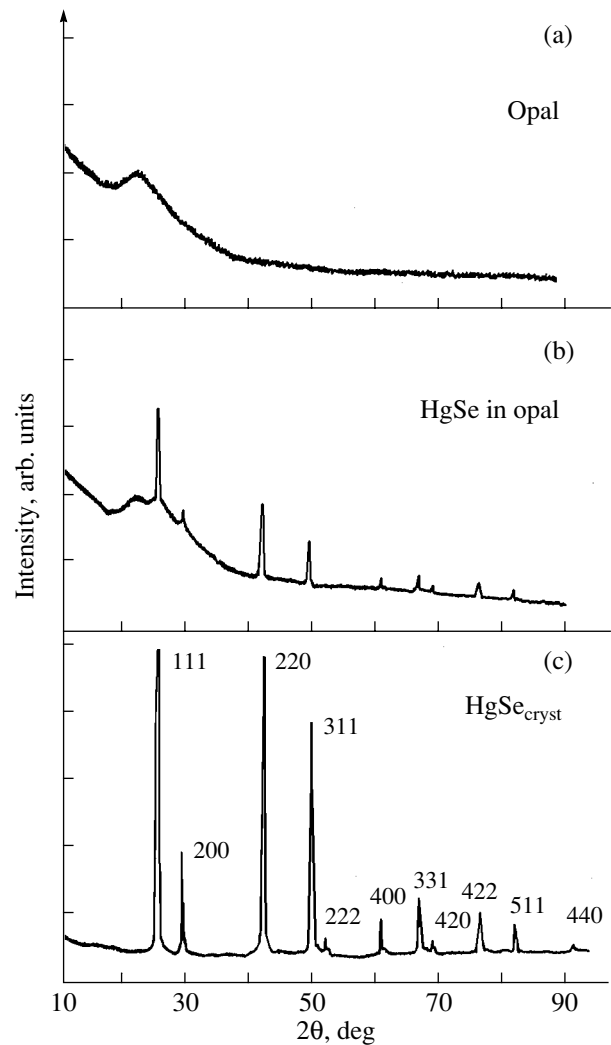 (a)
Opal
(b)
HgSe in opal
Intensity, arb. units
(c)
HgSe_cryst
111
220
311
200
222
400
331
420
422
511
440
10
30
50
70
90
2θ, deg